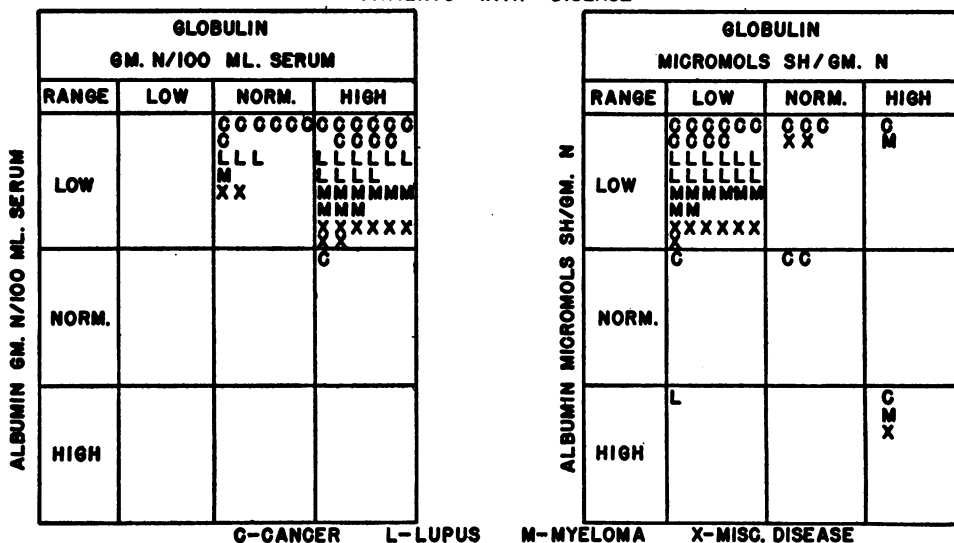 GLOBULIN
GM. N/100 ML. SERUM
RANGE LOW NORM. HIGH
ALBUMIN GM. N/100 ML. SERUM
LOW
C C C C C C C C C C C C
C C C C C
L L L L L L L L L
M L L L L
X X M M M M M M
M M M
X X X X X X
X X
NORM.
C
HIGH
GLOBULIN
MICROMOLS SH/GM. N
RANGE LOW NORM. HIGH
ALBUMIN MICROMOLS SH/GM. N
LOW
C C C C C C C C C C
C C C C X X M
L L L L L L
L L L L L L
M M M M M M
M M
X X X X X X
X
NORM.
C C C
HIGH
L C
M
X
C-CANCER L-LUPUS M-MYELOMA X-MISC. DISEASE